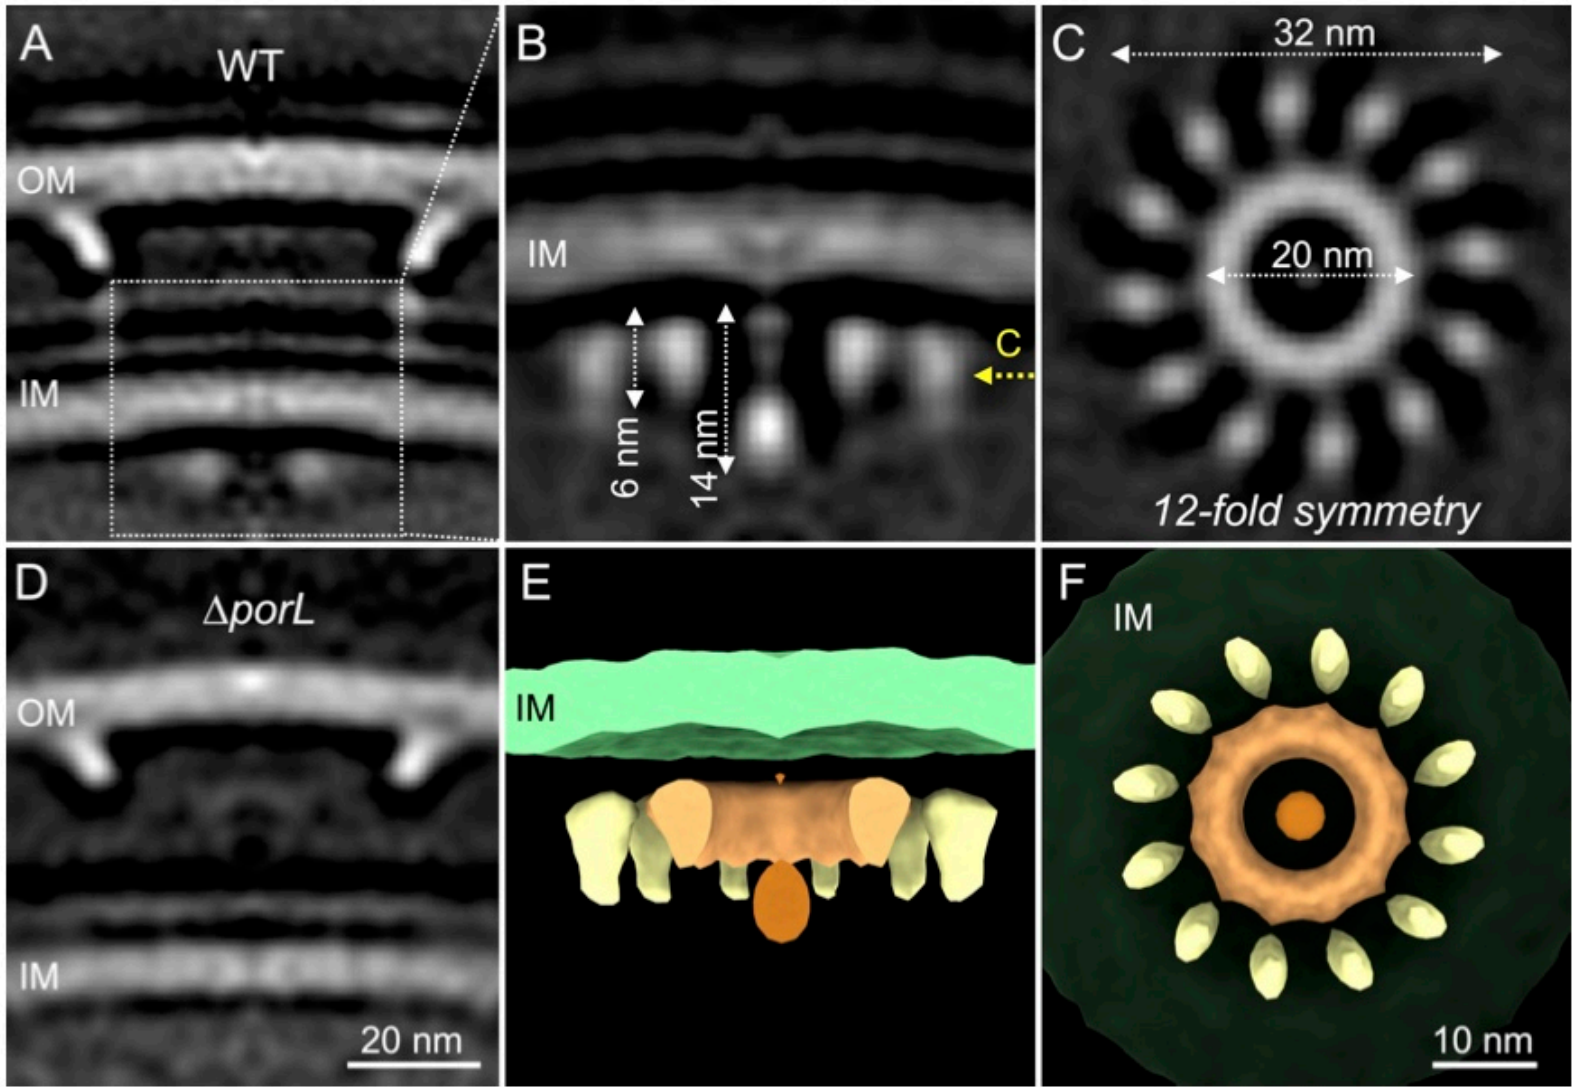 A
WT
OM
IM
B
IM
6 nm
14 nm
C
C
32 nm
20 nm
12-fold symmetry
D
ΔporL
OM
IM
20 nm
E
IM
F
IM
10 nm